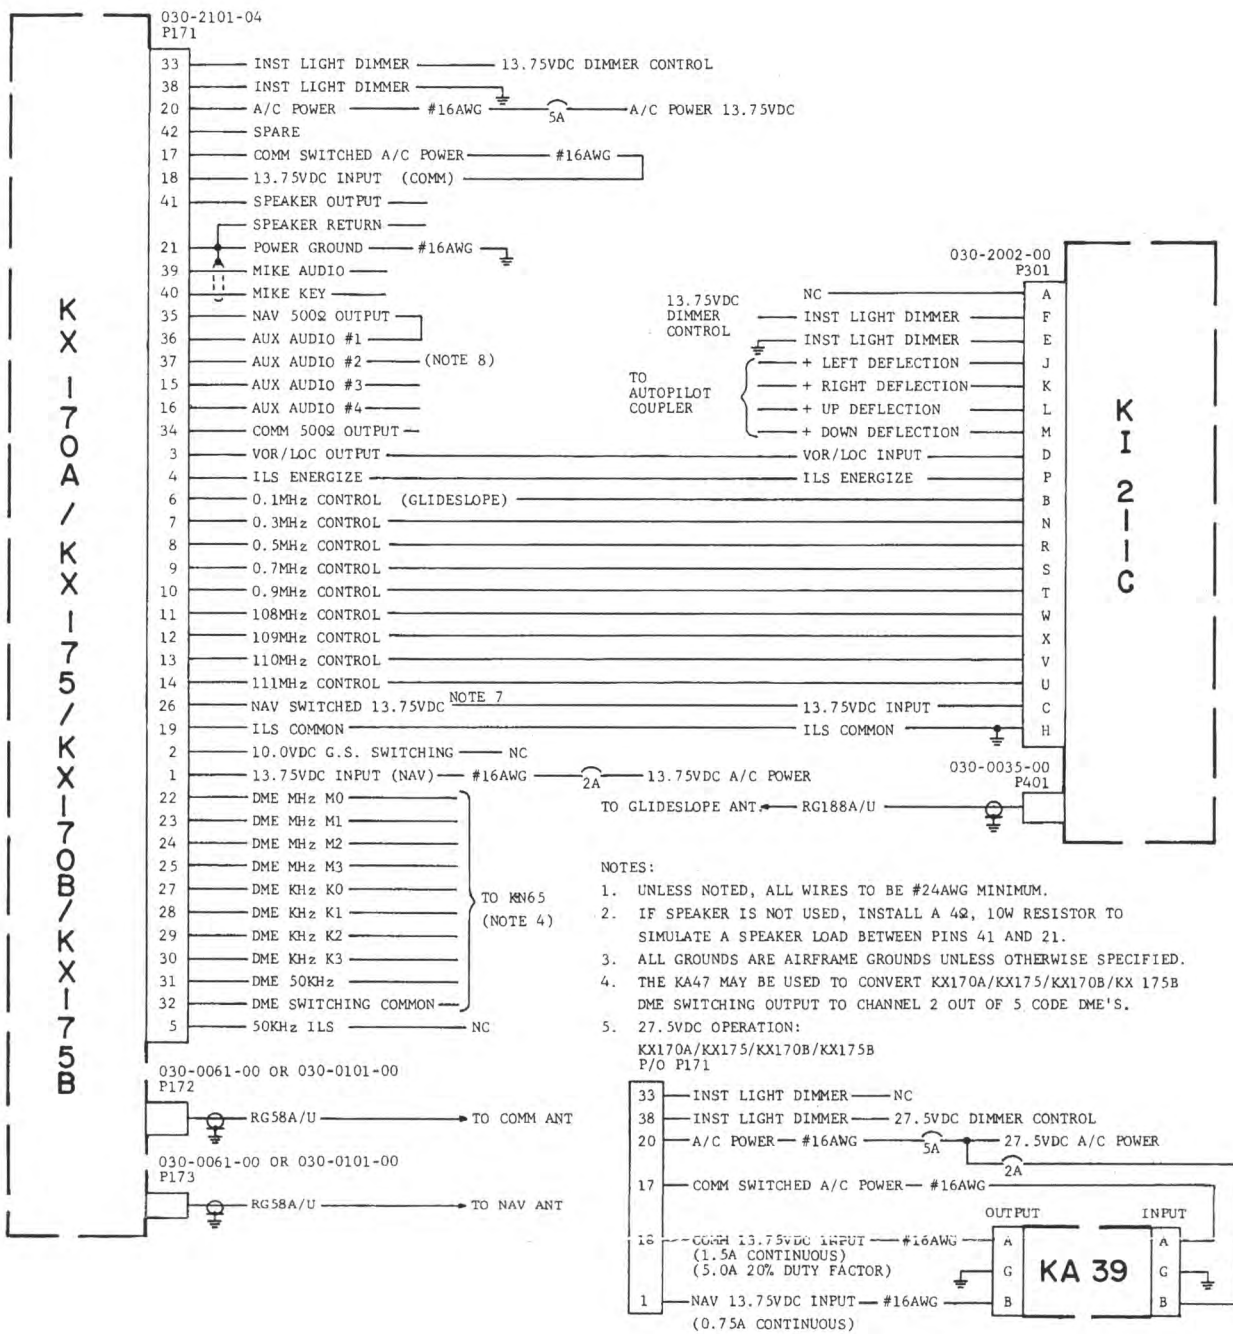 030-2101-04
P171
33 INST LIGHT DIMMER 13.75VDC DIMMER CONTROL
38 INST LIGHT DIMMER
20 A/C POWER #16AWG 5A A/C POWER 13.75VDC
42 SPARE
17 COMM SWITCHED A/C POWER #16AWG
18 13.75VDC INPUT (COMM)
41 SPEAKER OUTPUT
SPEAKER RETURN
21 POWER GROUND #16AWG
39 MIKE AUDIO
40 MIKE KEY
35 NAV 500Ω OUTPUT
36 AUX AUDIO #1
37 AUX AUDIO #2 (NOTE 8)
15 AUX AUDIO #3
16 AUX AUDIO #4
34 COMM 500Ω OUTPUT
3 VOR/LOC OUTPUT
4 ILS ENERGIZE
6 0.1MHz CONTROL (GLIDESLOPE)
7 0.3MHz CONTROL
8 0.5MHz CONTROL
9 0.7MHz CONTROL
10 0.9MHz CONTROL
11 108MHz CONTROL
12 109MHz CONTROL
13 110MHz CONTROL
14 111MHz CONTROL
26 NAV SWITCHED 13.75VDC NOTE 7
19 ILS COMMON
2 10.0VDC G.S. SWITCHING NC
1 13.75VDC INPUT (NAV) #16AWG 2A 13.75VDC A/C POWER
22 DME MHz M0
23 DME MHz M1
24 DME MHz M2
25 DME MHz M3
27 DME KHz K0
28 DME KHz K1
29 DME KHz K2
30 DME KHz K3
31 DME 50KHz
32 DME SWITCHING COMMON
TO KN65
(NOTE 4)
5 50KHz ILS NC
030-0061-00 OR 030-0101-00
P172
RG58A/U TO COMM ANT
030-0061-00 OR 030-0101-00
P173
RG58A/U TO NAV ANT
KX 170A/KX 175/KX170B/KX175B
030-2002-00
P301
NC A
13.75VDC
DIMMER
CONTROL
INST LIGHT DIMMER F
INST LIGHT DIMMER E
TO
AUTOPILOT
COUPLER
+ LEFT DEFLECTION J
+ RIGHT DEFLECTION K
+ UP DEFLECTION L
+ DOWN DEFLECTION M
VOR/LOC INPUT D
ILS ENERGIZE P
B
N
R
S
T
W
X
V
U
13.75VDC INPUT C
ILS COMMON H
KI 211C
030-0035-00
P401
TO GLIDESLOPE ANT. RG188A/U
NOTES:
1. UNLESS NOTED, ALL WIRES TO BE #24AWG MINIMUM.
2. IF SPEAKER IS NOT USED, INSTALL A 4Ω, 10W RESISTOR TO
SIMULATE A SPEAKER LOAD BETWEEN PINS 41 AND 21.
3. ALL GROUNDS ARE AIRFRAME GROUNDS UNLESS OTHERWISE SPECIFIED.
4. THE KA47 MAY BE USED TO CONVERT KX170A/KX175/KX170B/KX 175B
DME SWITCHING OUTPUT TO CHANNEL 2 OUT OF 5 CODE DME'S.
5. 27.5VDC OPERATION:
KX170A/KX175/KX170B/KX175B
P/O P171
33 INST LIGHT DIMMER NC
38 INST LIGHT DIMMER 27.5VDC DIMMER CONTROL
20 A/C POWER #16AWG 5A 27.5VDC A/C POWER
2A
17 COMM SWITCHED A/C POWER #16AWG
OUTPUT INPUT
18 COMM 13.75VDC INPUT #16AWG A A
(1.5A CONTINUOUS)
(5.0A 20% DUTY FACTOR)
G KA 39 G
1 NAV 13.75VDC INPUT #16AWG B B
(0.75A CONTINUOUS)